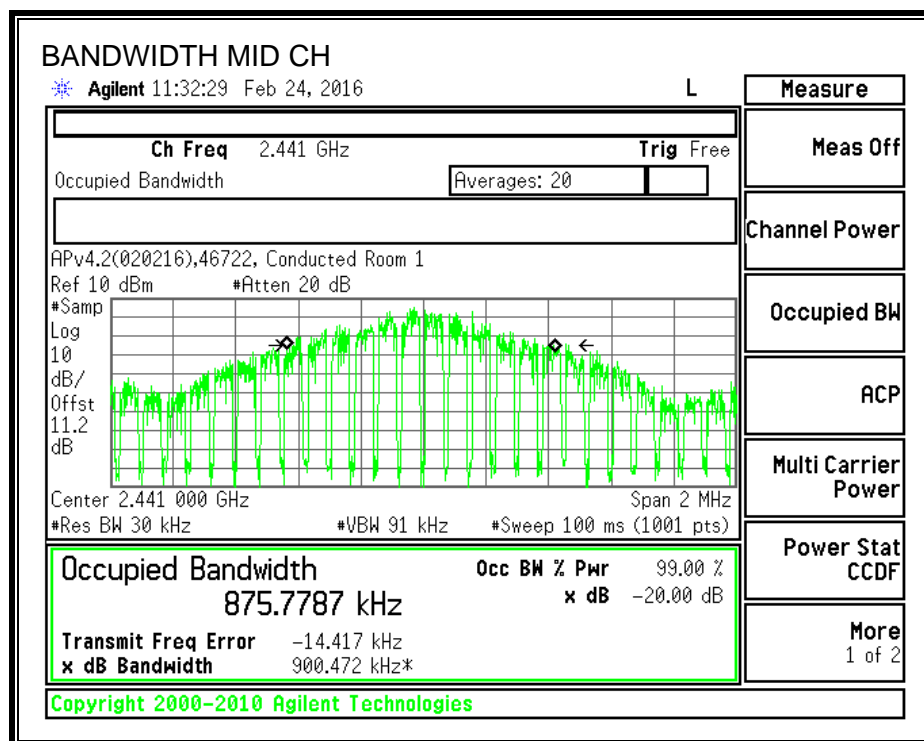 BANDWIDTH MID CH
Agilent 11:32:29 Feb 24, 2016 L
Measure
Ch Freq 2.441 GHz Trig Free
Meas Off
Occupied Bandwidth Averages: 20
Channel Power
APv4.2(020216),46722, Conducted Room 1
Ref 10 dBm #Atten 20 dB
#Samp
Log
10
dB/
Offst
11.2
dB
Occupied BW
ACP
Multi Carrier
Power
Center 2.441 000 GHz Span 2 MHz
#Res BW 30 kHz #VBW 91 kHz #Sweep 100 ms (1001 pts)
Power Stat
CCDF
Occupied Bandwidth Occ BW % Pwr 99.00 %
875.7787 kHz x dB -20.00 dB
Transmit Freq Error -14.417 kHz
x dB Bandwidth 900.472 kHz*
More
1 of 2
Copyright 2000-2010 Agilent Technologies